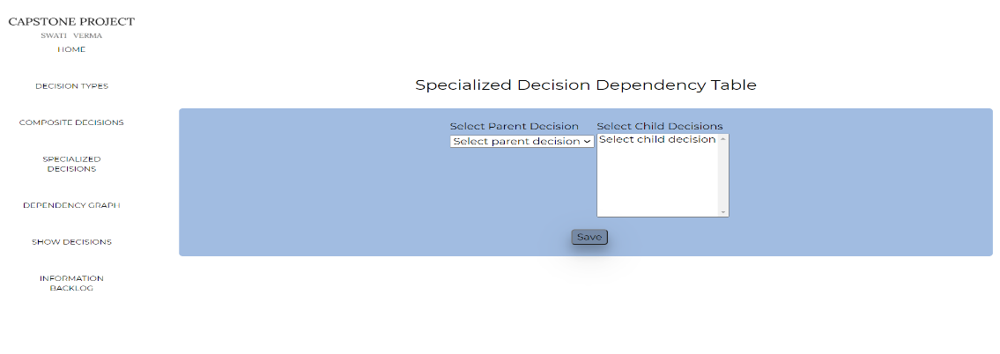 CAPSTONE PROJECT
SWATI VERMA
HOME
DECISION TYPES
COMPOSITE DECISIONS
SPECIALIZED
DECISIONS
DEPENDENCY GRAPH
SHOW DECISIONS
INFORMATION
BACKLOG
Specialized Decision Dependency Table
Select Parent Decision
Select parent decision
Select Child Decisions
Select child decision
Save